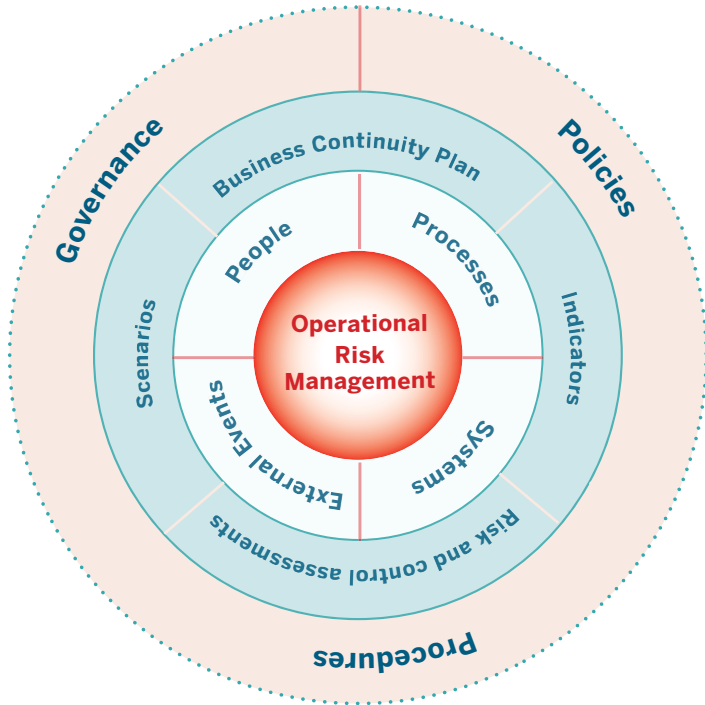 Governance
Policies
Business Continuity Plan
People
Processes
Scenarios
Indicators
Operational
Risk
Management
External Events
Systems
Risk and control assessments
Procedures